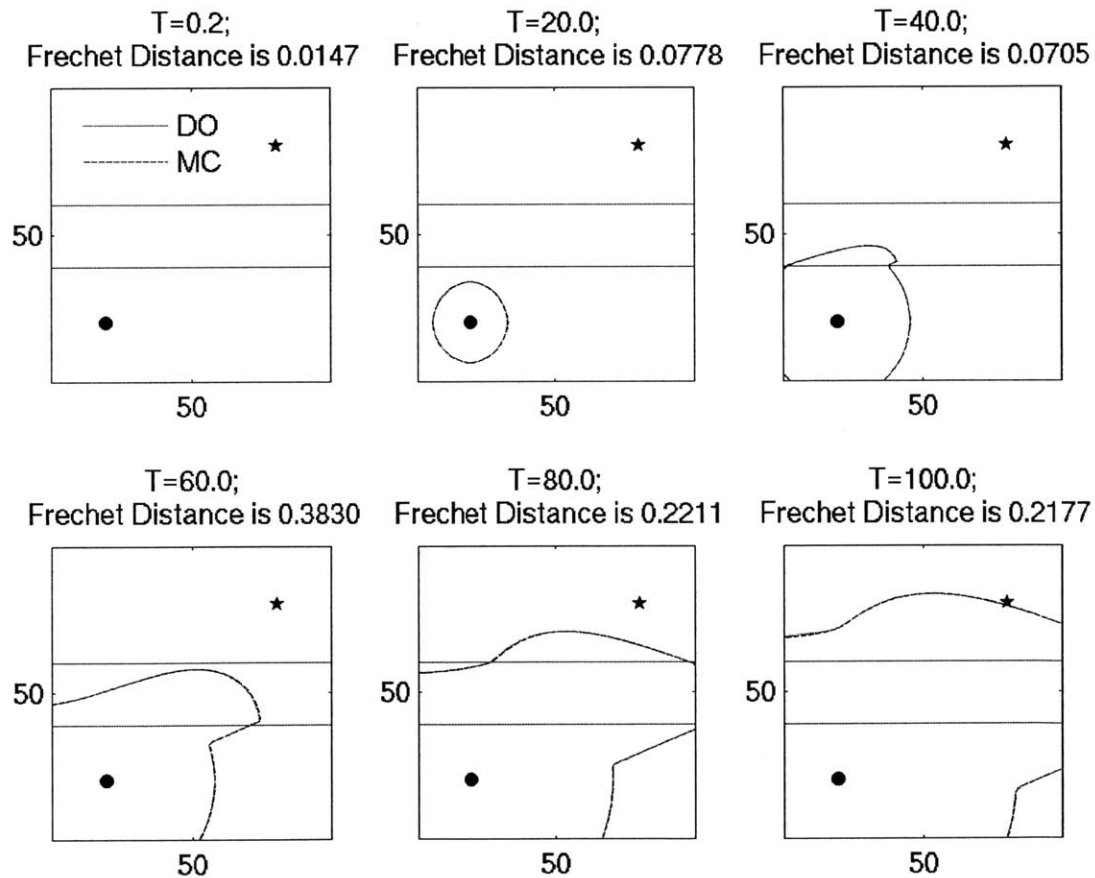 T=0.2;
Frechet Distance is 0.0147
DO
MC
50
50
T=20.0;
Frechet Distance is 0.0778
50
T=40.0;
Frechet Distance is 0.0705
50
50
T=60.0;
Frechet Distance is 0.3830
50
50
T=80.0;
Frechet Distance is 0.2211
50
50
T=100.0;
Frechet Distance is 0.2177
50
50
50